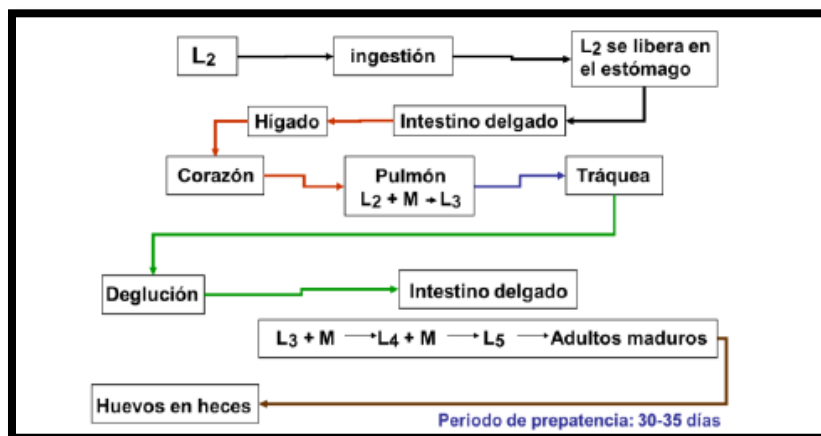 L2
ingestión
L2 se libera en
el estómago
Hígado
Intestino delgado
Corazón
Pulmón
L2 + M → L3
Tráquea
Deglución
Intestino delgado
L3 + M → L4 + M → L5 → Adultos maduros
Huevos en heces
Periodo de prepatencia: 30-35 días